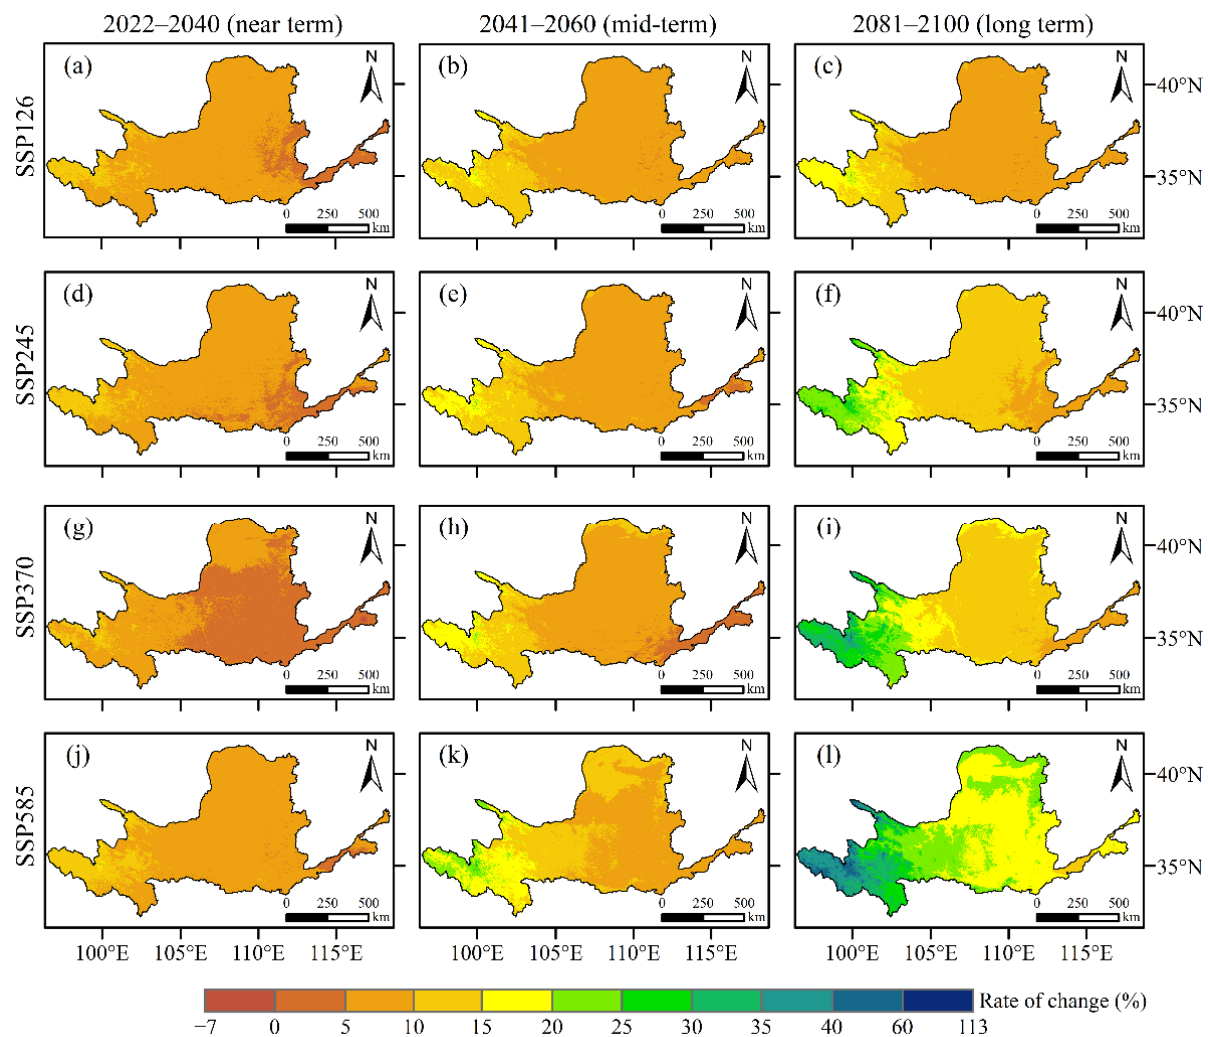 2022–2040 (near term) 2041–2060 (mid-term) 2081–2100 (long term)
SSP126
(a) N
0 250 500
km
(b) N
0 250 500
km
(c) N
0 250 500
km
40°N
35°N
SSP245
(d) N
0 250 500
km
(e) N
0 250 500
km
(f) N
0 250 500
km
40°N
35°N
SSP370
(g) N
0 250 500
km
(h) N
0 250 500
km
(i) N
0 250 500
km
40°N
35°N
SSP585
(j) N
0 250 500
km
(k) N
0 250 500
km
(l) N
0 250 500
km
40°N
35°N
100°E 105°E 110°E 115°E 100°E 105°E 110°E 115°E 100°E 105°E 110°E 115°E
Rate of change (%)
−7 0 5 10 15 20 25 30 35 40 60 113